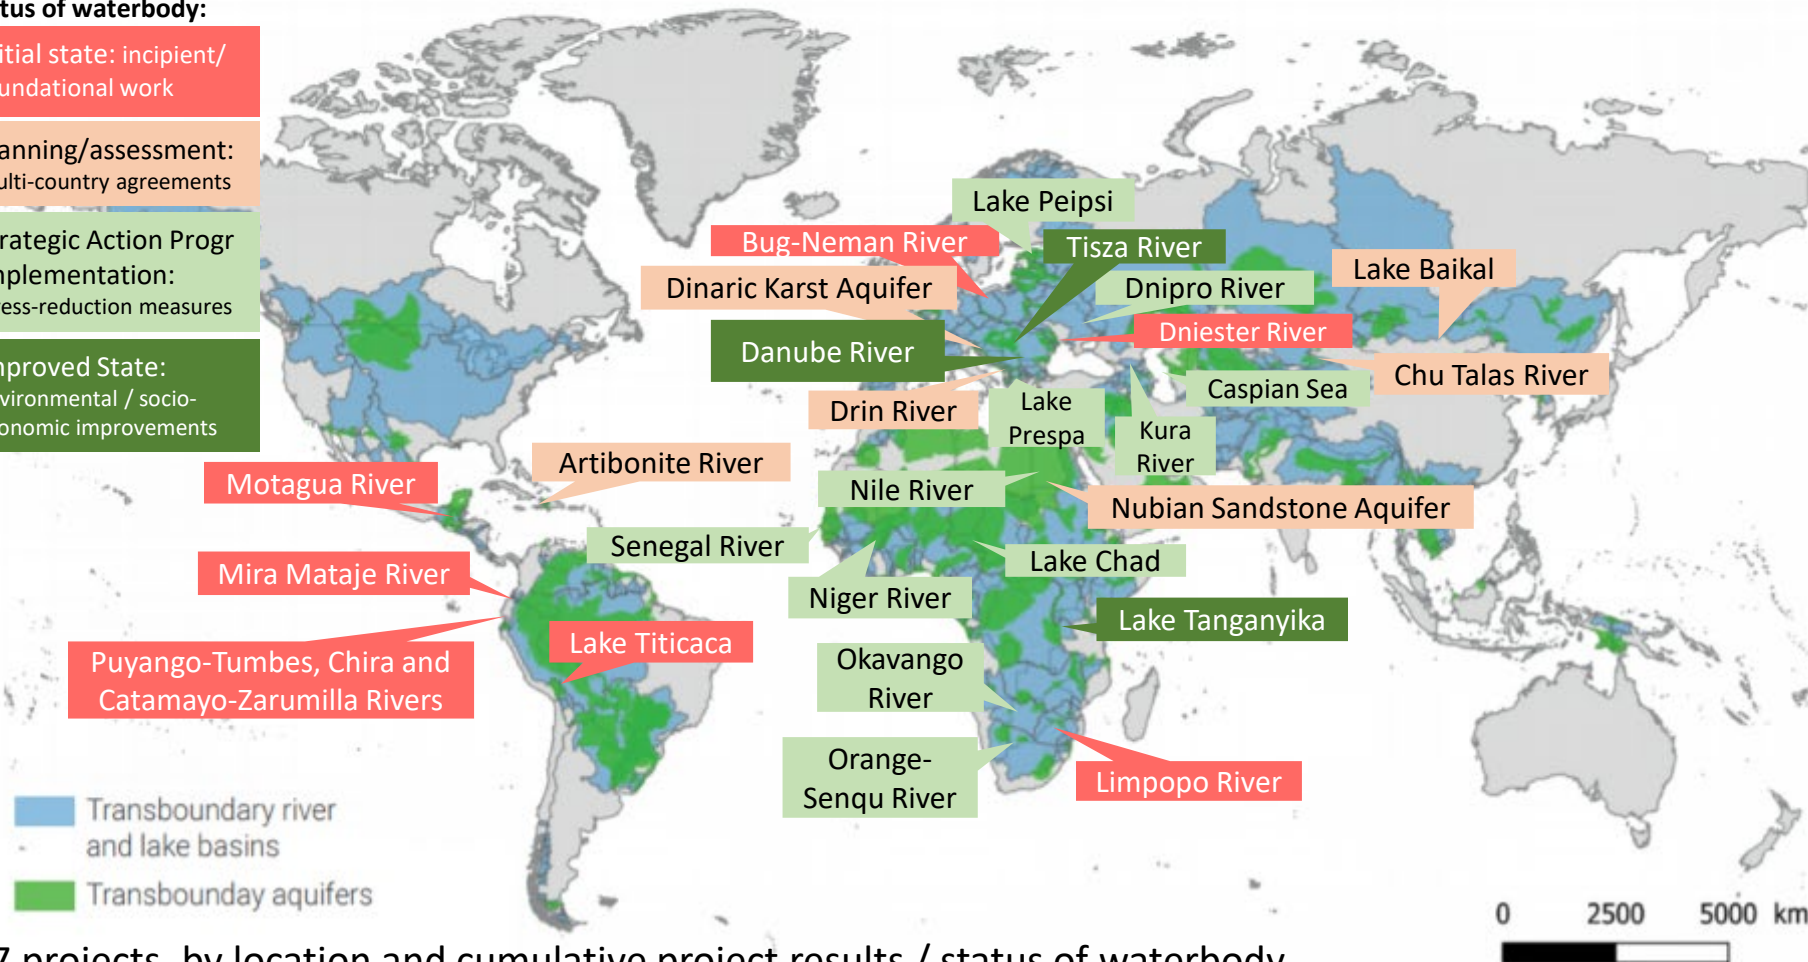 tus of waterbody:
itial state: incipient/
undational work
anning/assessment:
ulti-country agreements
rategic Action Progr
nplementation:
ress-reduction measures
nproved State:
vironmental / socio-
onomic improvements
Lake Peipsi
Bug-Neman River
Tisza River
Dinaric Karst Aquifer
Dnipro River
Lake Baikal
Danube River
Dniester River
Chu Talas River
Caspian Sea
Drin River
Lake
Prespa
Kura
River
Artibonite River
Motagua River
Nile River
Nubian Sandstone Aquifer
Senegal River
Lake Chad
Mira Mataje River
Niger River
Lake Tanganyika
Lake Titicaca
Puyango-Tumbes, Chira and
Catamayo-Zarumilla Rivers
Okavango
River
Orange-
Senqu River
Limpopo River
Transboundary river
and lake basins
Transbounday aquifers
0 2500 5000 km
7 projects, by location and cumulative project results / status of waterbody